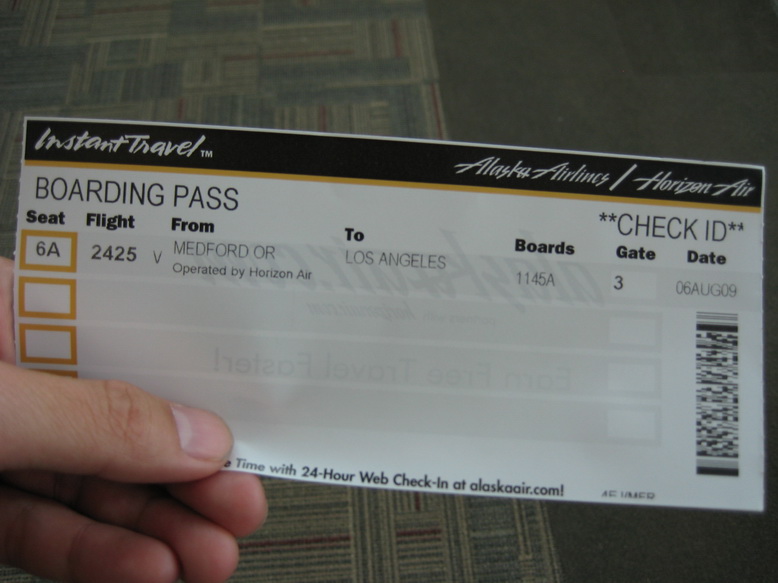 Instant Travel™
Alaska Airlines / Horizon Air
BOARDING PASS
**CHECK ID**
Seat Flight From To Boards Gate Date
6A 2425 V MEDFORD OR LOS ANGELES 1145A 3 06AUG09
Operated by Horizon Air
Earn Free Travel Faster!
Time with 24-Hour Web Check-In at alaskaair.com!